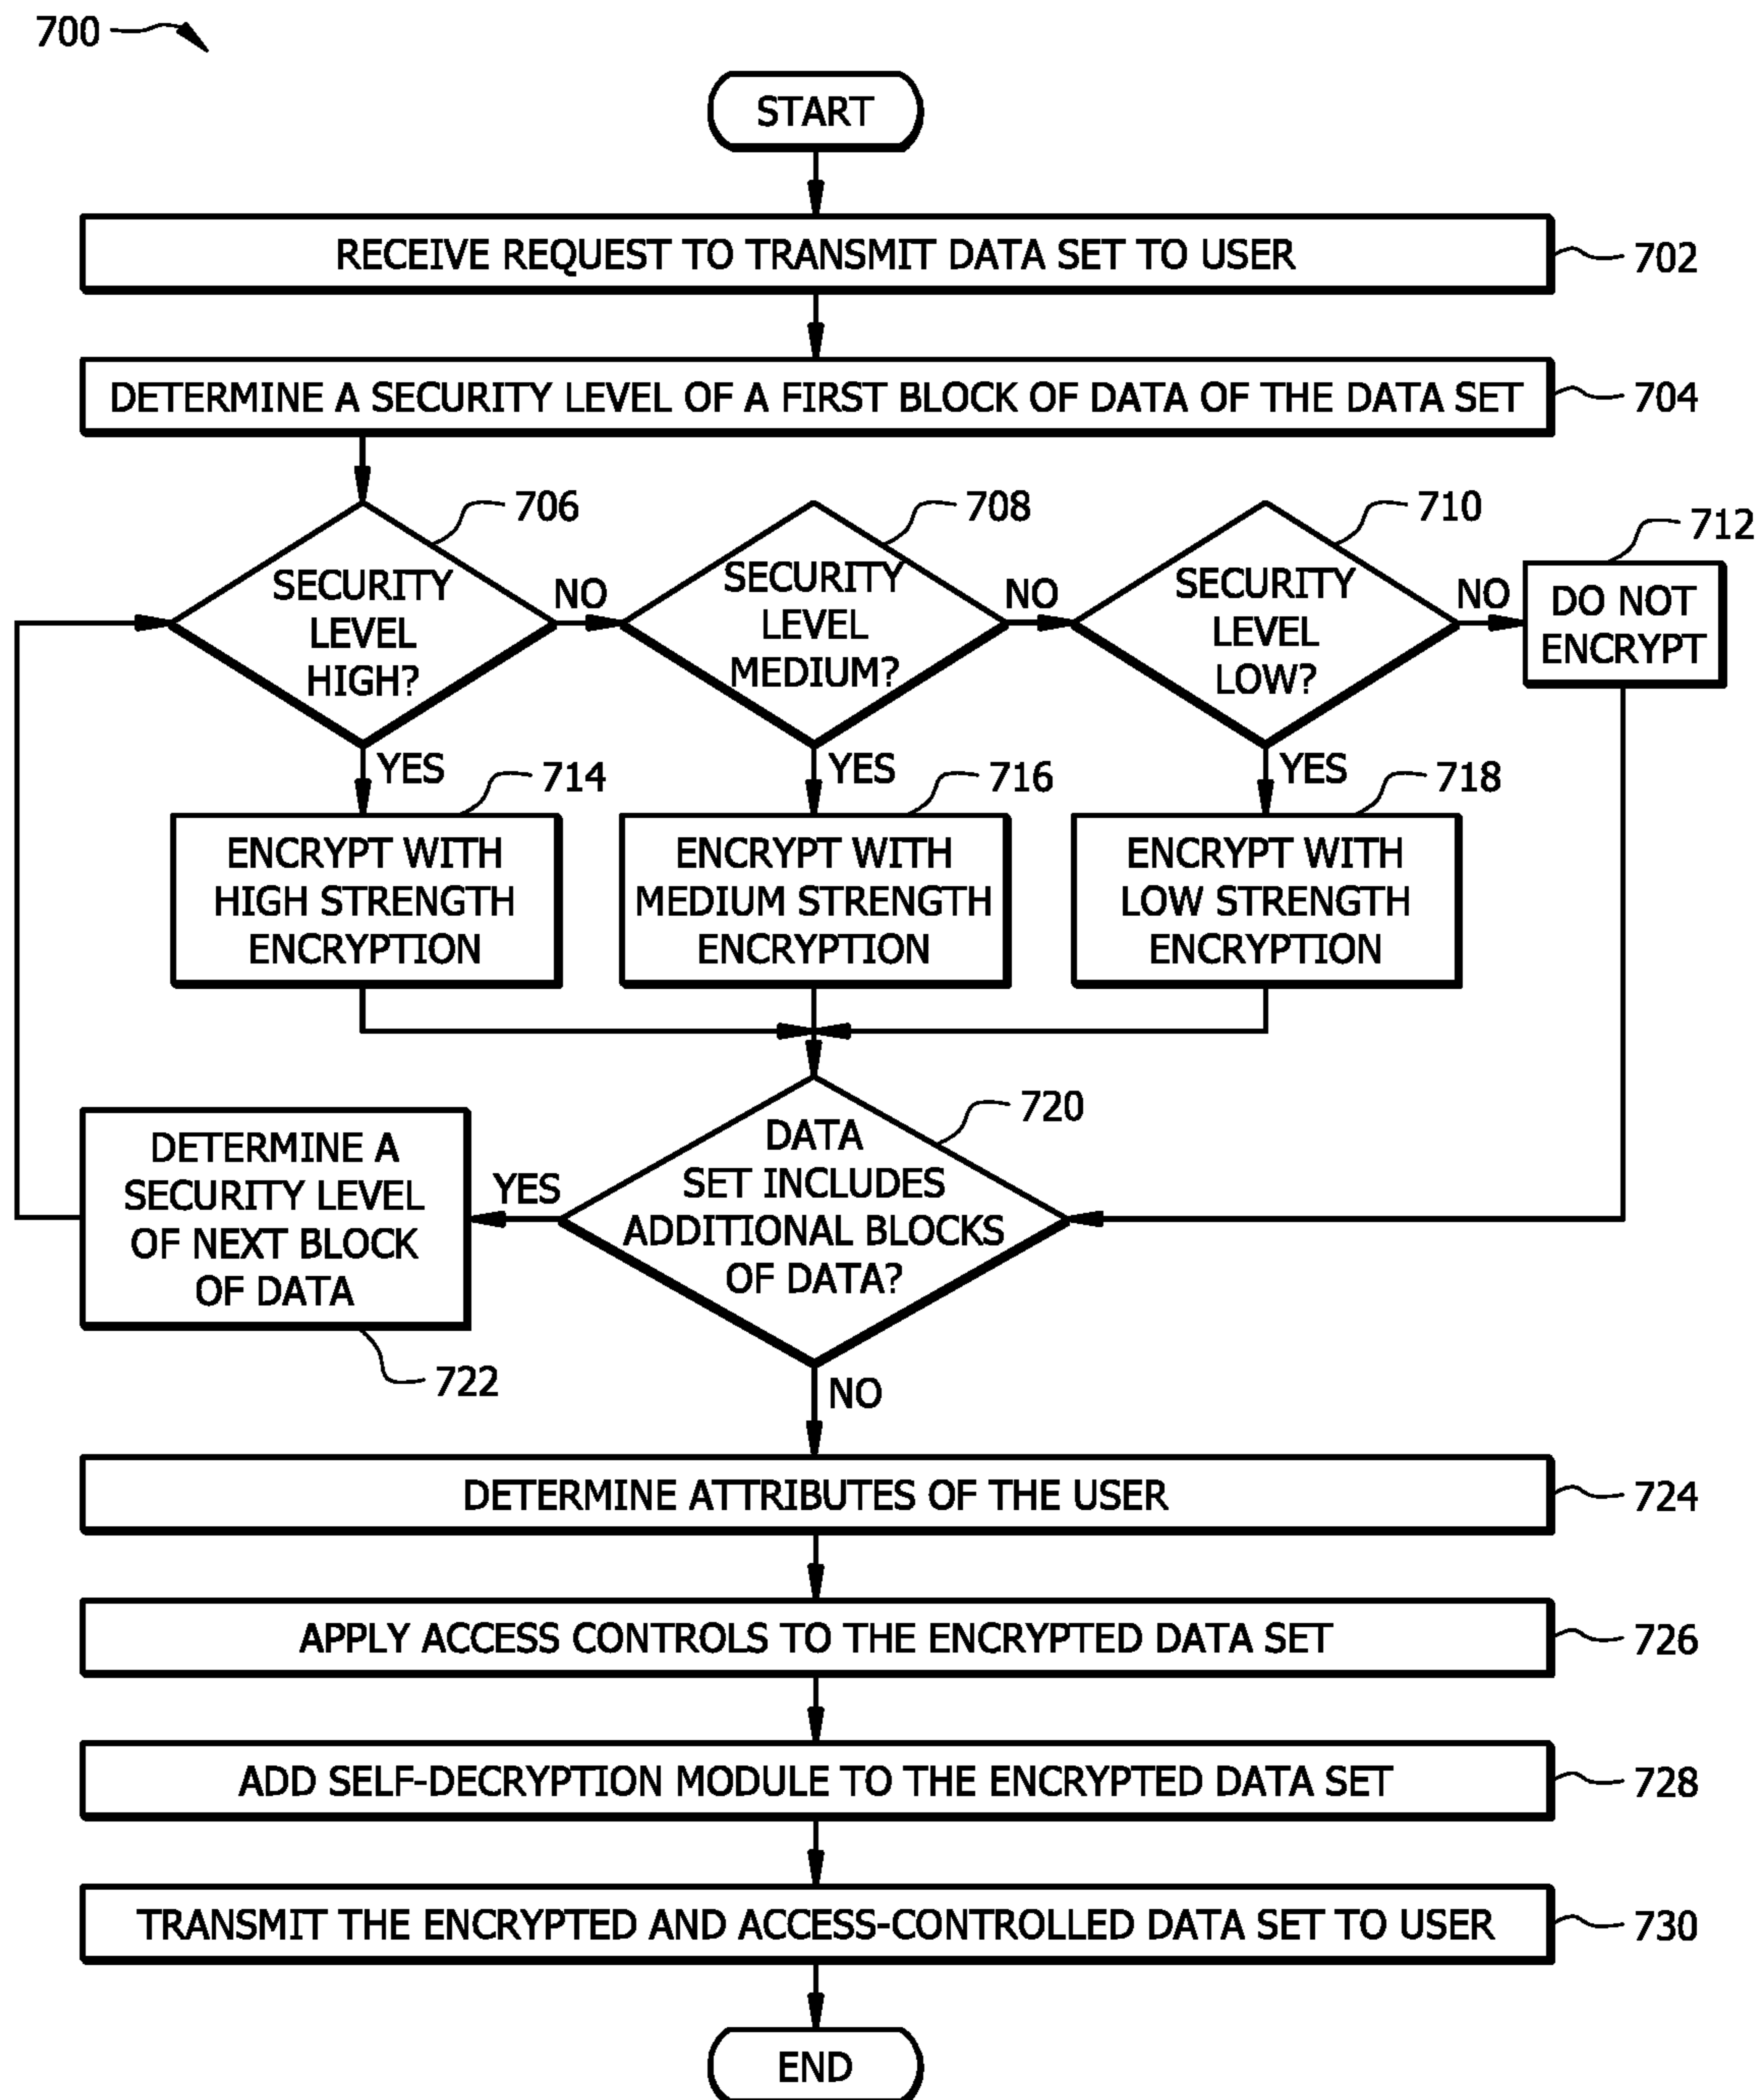 700
START
RECEIVE REQUEST TO TRANSMIT DATA SET TO USER
702
DETERMINE A SECURITY LEVEL OF A FIRST BLOCK OF DATA OF THE DATA SET
704
706
SECURITY
LEVEL
HIGH?
NO
708
SECURITY
LEVEL
MEDIUM?
NO
710
SECURITY
LEVEL
LOW?
NO
712
DO NOT
ENCRYPT
YES
714
ENCRYPT WITH
HIGH STRENGTH
ENCRYPTION
YES
716
ENCRYPT WITH
MEDIUM STRENGTH
ENCRYPTION
YES
718
ENCRYPT WITH
LOW STRENGTH
ENCRYPTION
720
DATA
SET INCLUDES
ADDITIONAL BLOCKS
OF DATA?
YES
DETERMINE A
SECURITY LEVEL
OF NEXT BLOCK
OF DATA
722
NO
DETERMINE ATTRIBUTES OF THE USER
724
APPLY ACCESS CONTROLS TO THE ENCRYPTED DATA SET
726
ADD SELF-DECRYPTION MODULE TO THE ENCRYPTED DATA SET
728
TRANSMIT THE ENCRYPTED AND ACCESS-CONTROLLED DATA SET TO USER
730
END